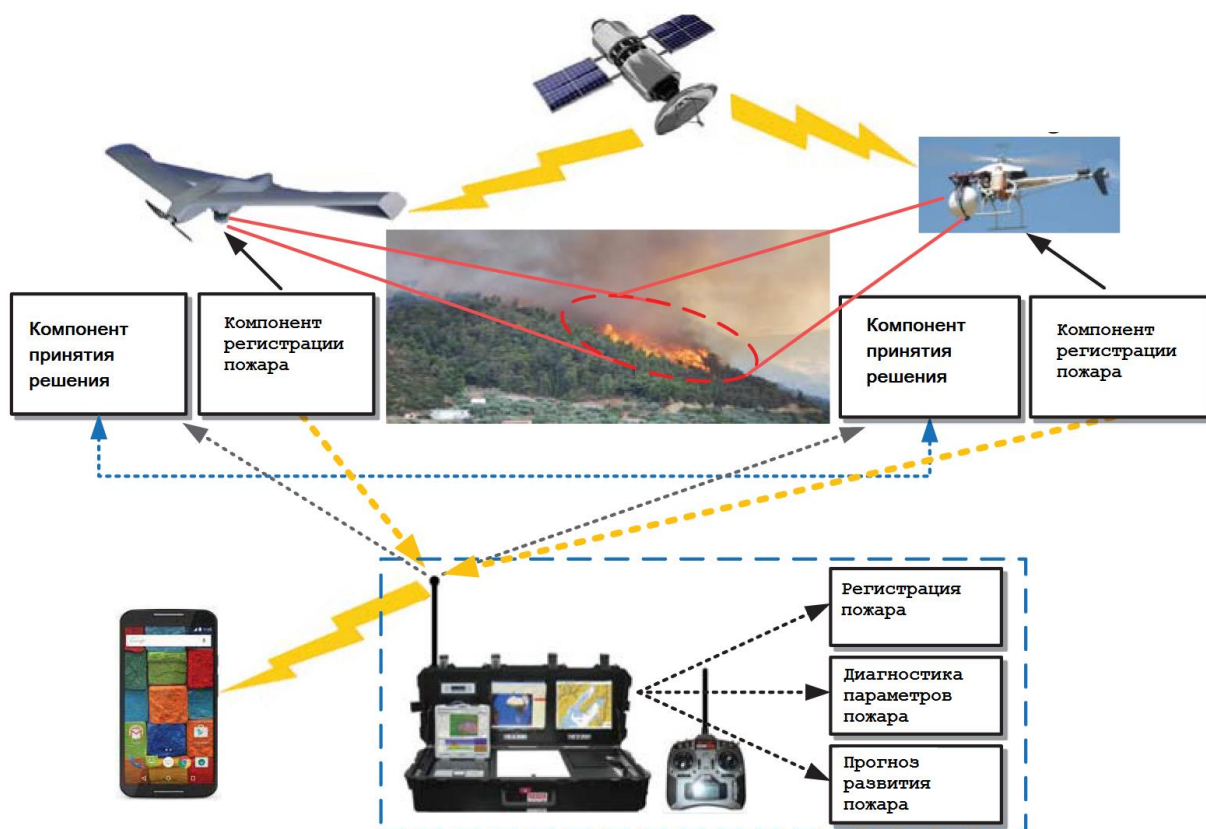 Компонент
принятия
решения
Компонент
регистрации
пожара
Компонент
принятия
решения
Компонент
регистрации
пожара
Регистрация
пожара
Диагностика
параметров
пожара
Прогноз
развития
пожара